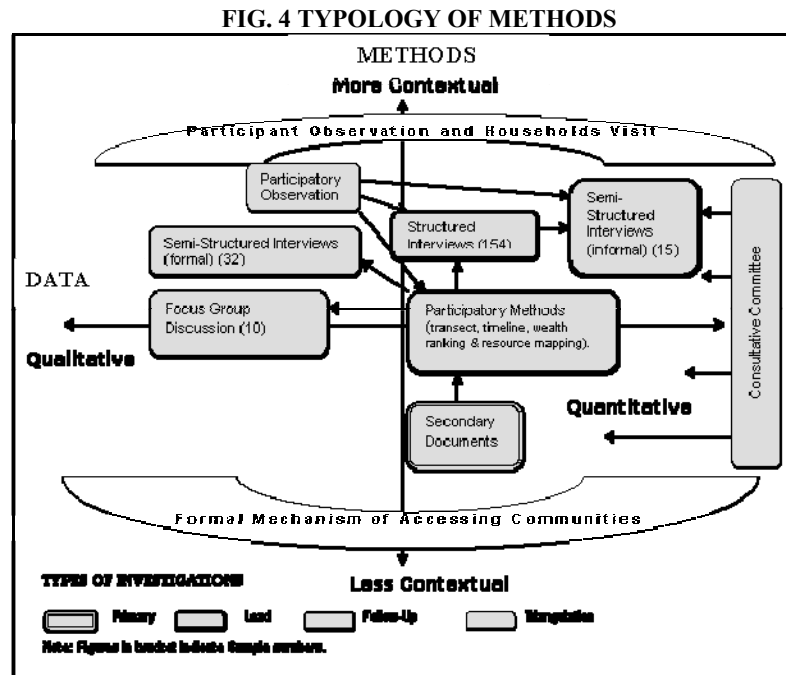 FIG. 4 TYPOLOGY OF METHODS
METHODS
More Contextual
Participant Observation and Households Visit
Participatory
Observation
Semi-
Structured
Interviews
(informal) (15)
Structured
Interviews (154)
Semi-Structured Interviews
(formal) (32)
DATA
Focus Group
Discussion (10)
Participatory Methods
(transect, timeline, wealth
ranking & resource mapping).
Consultative Committee
Qualitative
Quantitative
Secondary
Documents
Formal Mechanism of Accessing Communities
Less Contextual
TYPES OF INVESTIGATIONS
Primary
Lead
Follow-Up
Triangulation
Note: Figures in bracket indicate Sample numbers.